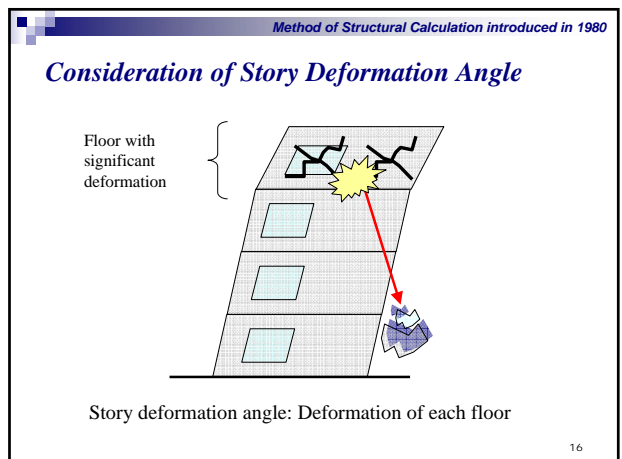 Method of Structural Calculation introduced in 1980
Consideration of Story Deformation Angle
Floor with
significant
deformation
Story deformation angle: Deformation of each floor
16